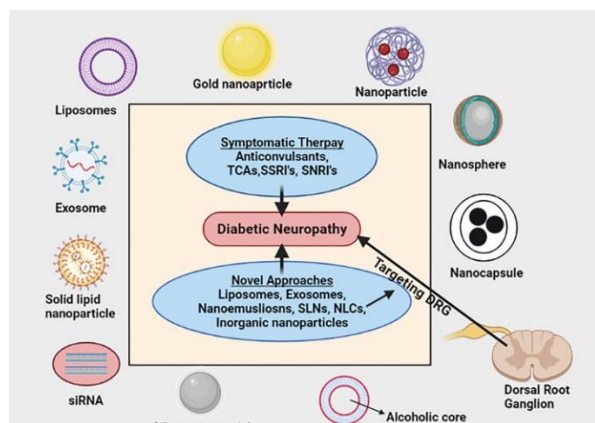 Liposomes
Gold nanoaprticle
Nanoparticle
Nanosphere
Exosome
Symptomatic Therpay
Anticonvulsants,
TCAs,SSRI's, SNRI's
Diabetic Neuropathy
Novel Approaches
Liposomes, Exosomes,
Nanoemusliosns, SLNs, NLCs,
Inorganic nanoparticles
Targeting DRG
Nanocapsule
Solid lipid
nanoparticle
siRNA
Dorsal Root
Ganglion
Alcoholic core